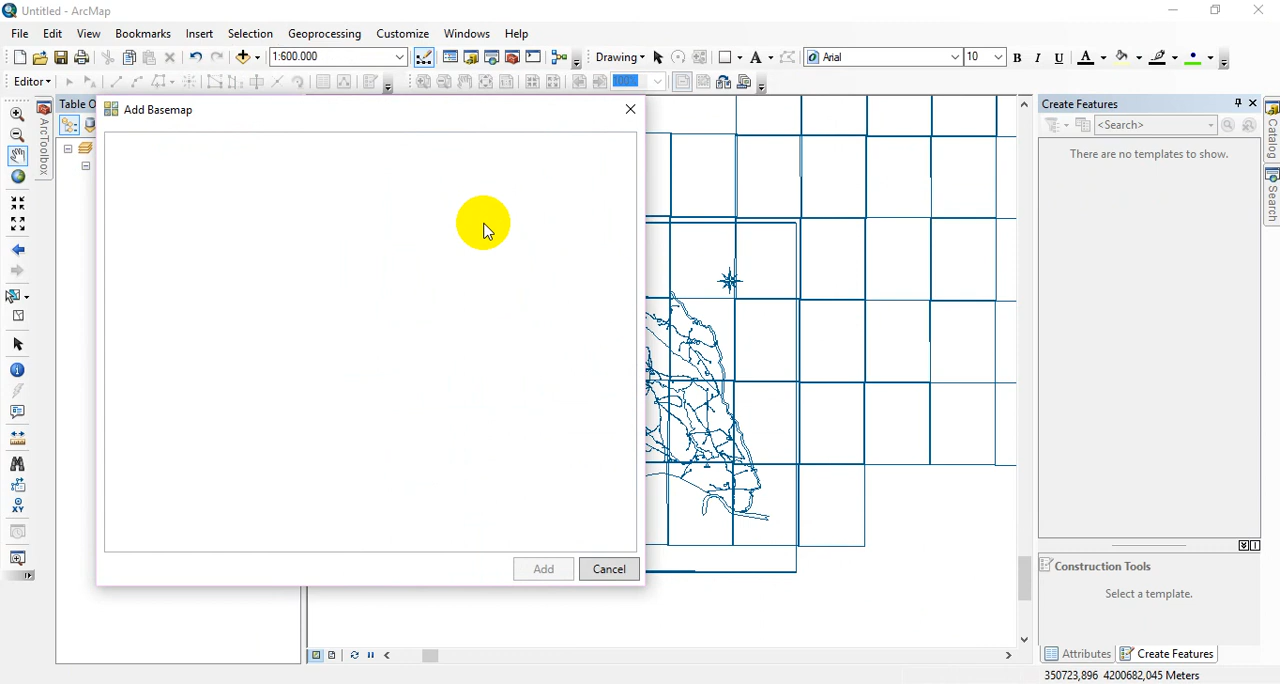 Untitled - ArcMap
File Edit View Bookmarks Insert Selection Geoprocessing Customize Windows Help
1:600.000 Drawing Arial 10 B I U A
Editor 100%
Table O
Add Basemap
Create Features
<Search>
There are no templates to show.
ArcToolbox
Catalog
Search
XY
Add Cancel
Construction Tools
Select a template.
Attributes Create Features
350723,896 4200682,045 Meters